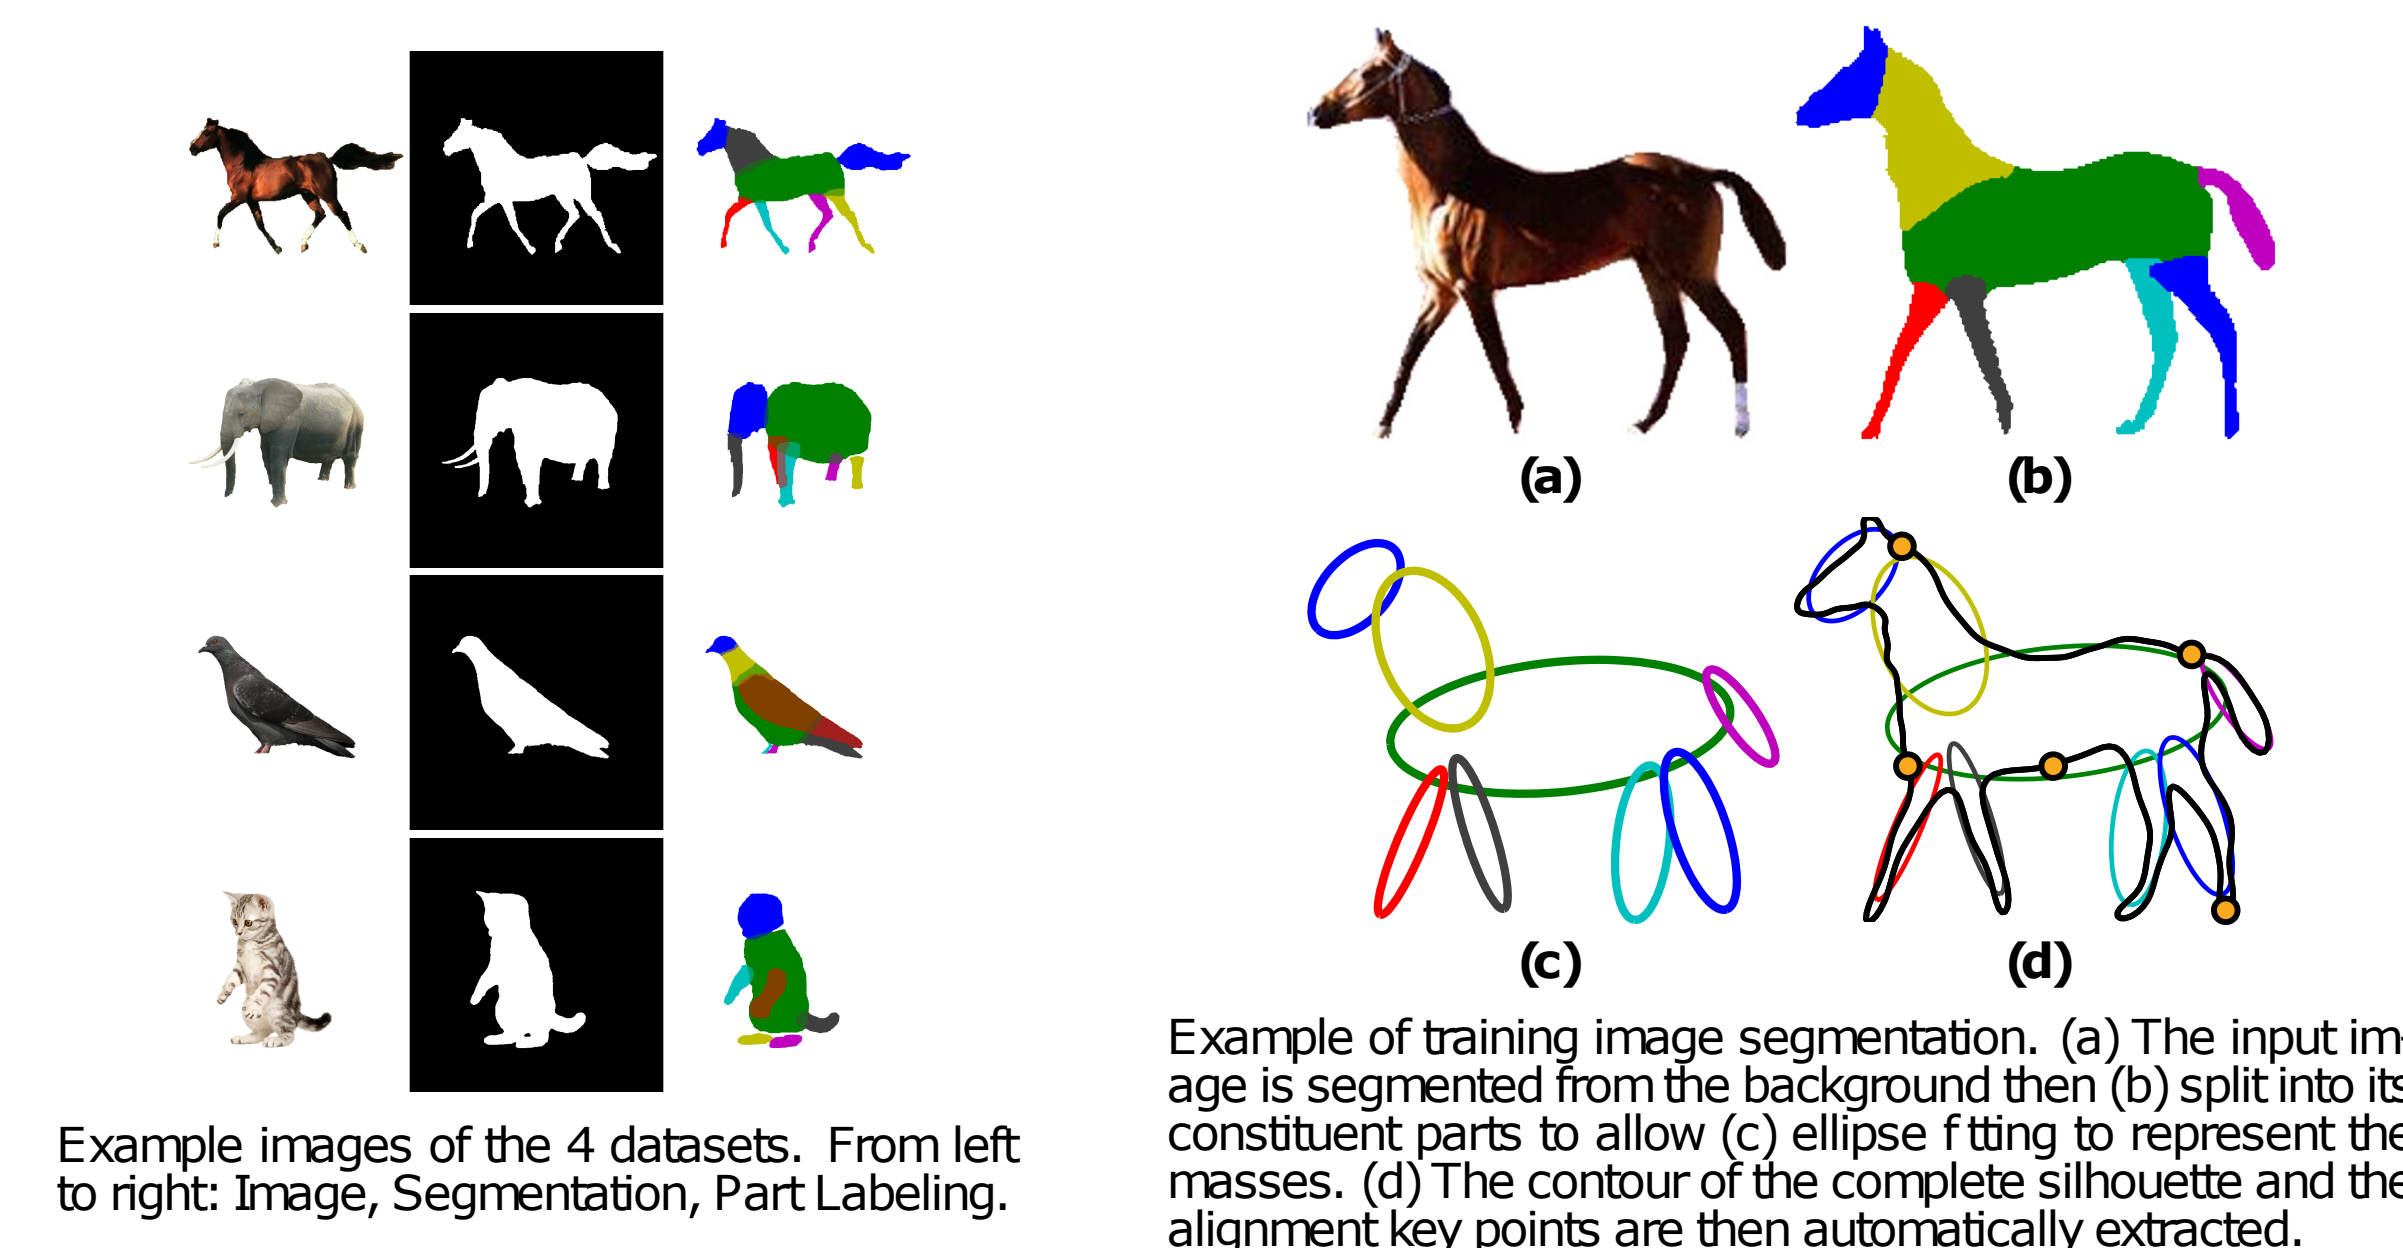 Example images of the 4 datasets. From left
to right: Image, Segmentation, Part Labeling.
(a)
(b)
(c)
(d)
Example of training image segmentation. (a) The input im-
age is segmented from the background then (b) split into its
constituent parts to allow (c) ellipse f tting to represent the
masses. (d) The contour of the complete silhouette and the
alignment key points are then automatically extracted.